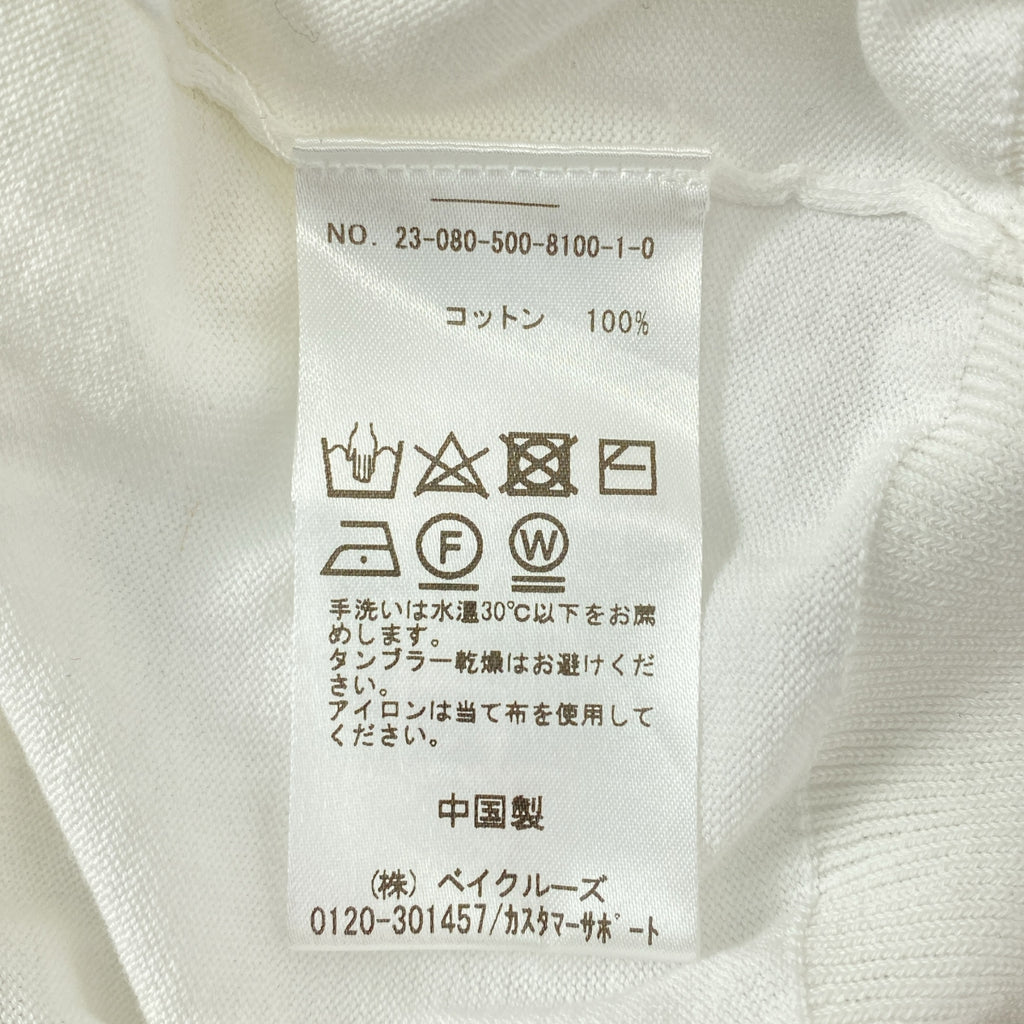 NO. 23-080-500-8100-1-0
コットン 100%
F W
手洗いは水温30℃以下をお薦
めします。
タンブラー乾燥はお避けくだ
さい。
アイロンは当て布を使用して
ください。
中国製
(株) ベイクルーズ
0120-301457/カスタマーサポート